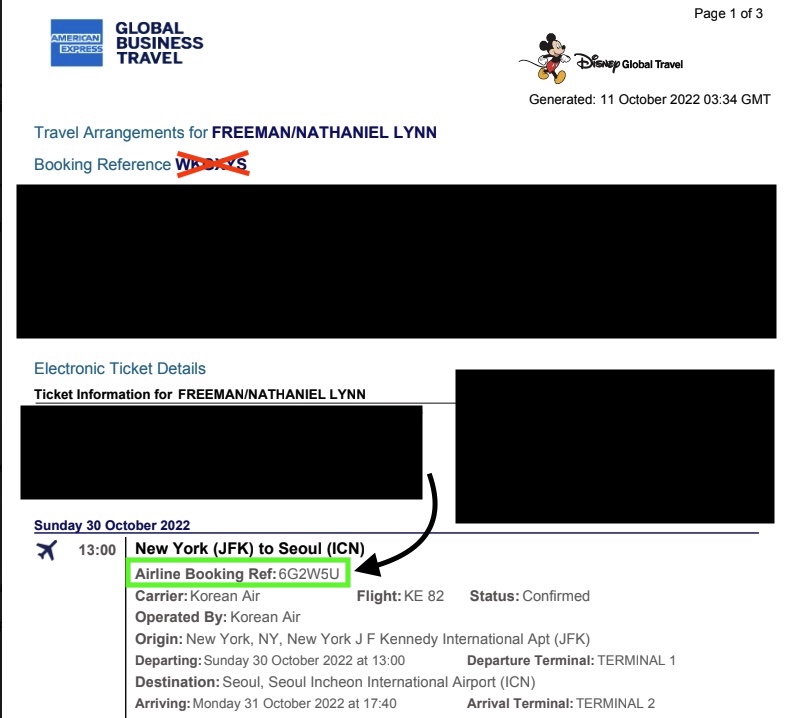 Page 1 of 3
AMERICAN
EXPRESS
GLOBAL
BUSINESS
TRAVEL
Disney Global Travel
Generated: 11 October 2022 03:34 GMT
Travel Arrangements for FREEMAN/NATHANIEL LYNN
Booking Reference
Electronic Ticket Details
Ticket Information for FREEMAN/NATHANIEL LYNN
Sunday 30 October 2022
13:00 New York (JFK) to Seoul (ICN)
Airline Booking Ref: 6G2W5U
Carrier: Korean Air Flight: KE 82 Status: Confirmed
Operated By: Korean Air
Origin: New York, NY, New York J F Kennedy International Apt (JFK)
Departing: Sunday 30 October 2022 at 13:00 Departure Terminal: TERMINAL 1
Destination: Seoul, Seoul Incheon International Airport (ICN)
Arriving: Monday 31 October 2022 at 17:40 Arrival Terminal: TERMINAL 2